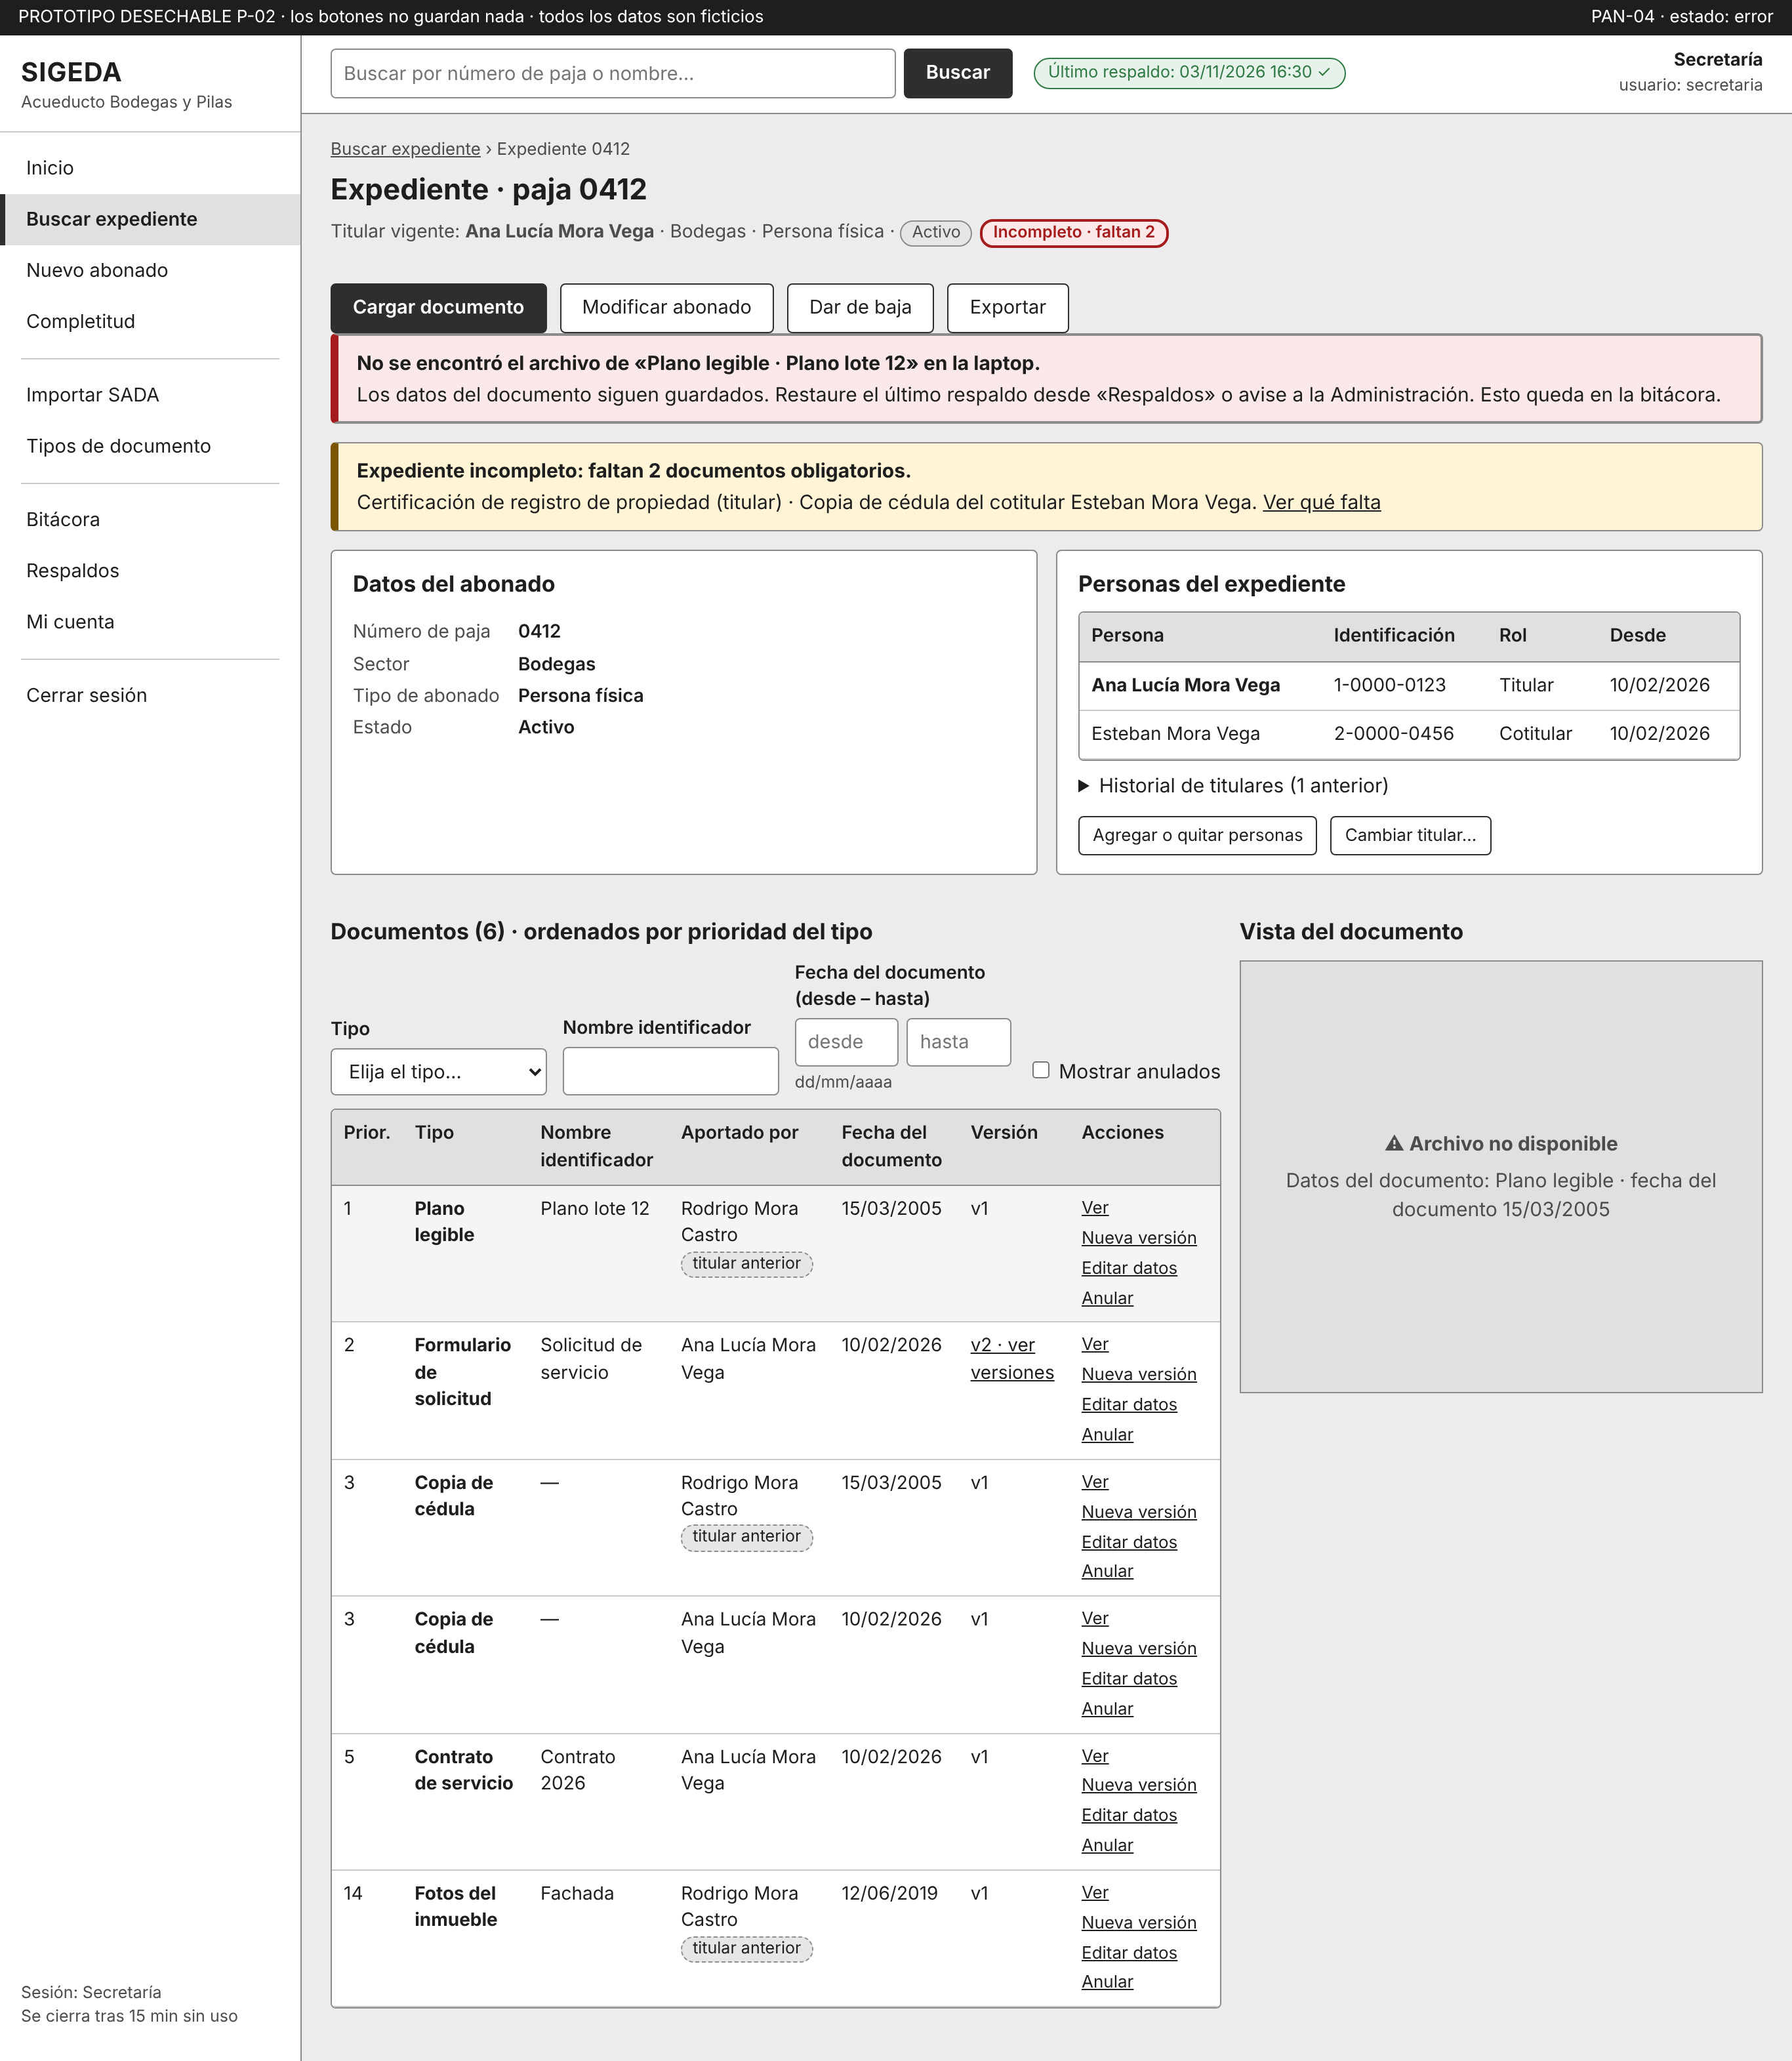 PROTOTIPO DESECHABLE P-02 · los botones no guardan nada · todos los datos son ficticios
PAN-04 · estado: error
SIGEDA
Acueducto Bodegas y Pilas
Inicio
Buscar expediente
Nuevo abonado
Completitud
Importar SADA
Tipos de documento
Bitácora
Respaldos
Mi cuenta
Cerrar sesión
Sesión: Secretaría
Se cierra tras 15 min sin uso
Buscar por número de paja o nombre...
Buscar
Último respaldo: 03/11/2026 16:30 ✓
Secretaría
usuario: secretaria
Buscar expediente › Expediente 0412
Expediente · paja 0412
Titular vigente: Ana Lucía Mora Vega · Bodegas · Persona física · Activo Incompleto · faltan 2
Cargar documento
Modificar abonado
Dar de baja
Exportar
No se encontró el archivo de «Plano legible · Plano lote 12» en la laptop.
Los datos del documento siguen guardados. Restaure el último respaldo desde «Respaldos» o avise a la Administración. Esto queda en la bitácora.
Expediente incompleto: faltan 2 documentos obligatorios.
Certificación de registro de propiedad (titular) · Copia de cédula del cotitular Esteban Mora Vega. Ver qué falta
Datos del abonado
Número de paja 0412
Sector Bodegas
Tipo de abonado Persona física
Estado Activo
Personas del expediente
Persona Identificación Rol Desde
Ana Lucía Mora Vega 1-0000-0123 Titular 10/02/2026
Esteban Mora Vega 2-0000-0456 Cotitular 10/02/2026
▶ Historial de titulares (1 anterior)
Agregar o quitar personas
Cambiar titular...
Documentos (6) · ordenados por prioridad del tipo
Tipo
Elija el tipo...
Nombre identificador
Fecha del documento
(desde – hasta)
desde
hasta
dd/mm/aaaa
Mostrar anulados
Prior. Tipo Nombre Aportado por Fecha del Versión Acciones
identificador documento
1 Plano Plano lote 12 Rodrigo Mora 15/03/2005 v1 Ver
legible Castro Nueva versión
titular anterior Editar datos
Anular
2 Formulario Solicitud de Ana Lucía Mora 10/02/2026 v2 · ver Ver
de servicio Vega versiones Nueva versión
solicitud Editar datos
Anular
3 Copia de — Rodrigo Mora 15/03/2005 v1 Ver
cédula Castro Nueva versión
titular anterior Editar datos
Anular
3 Copia de — Ana Lucía Mora 10/02/2026 v1 Ver
cédula Vega Nueva versión
Editar datos
Anular
5 Contrato Contrato Ana Lucía Mora 10/02/2026 v1 Ver
de servicio 2026 Vega Nueva versión
Editar datos
Anular
14 Fotos del Fachada Rodrigo Mora 12/06/2019 v1 Ver
inmueble Castro Nueva versión
titular anterior Editar datos
Anular
Vista del documento
⚠ Archivo no disponible
Datos del documento: Plano legible · fecha del
documento 15/03/2005